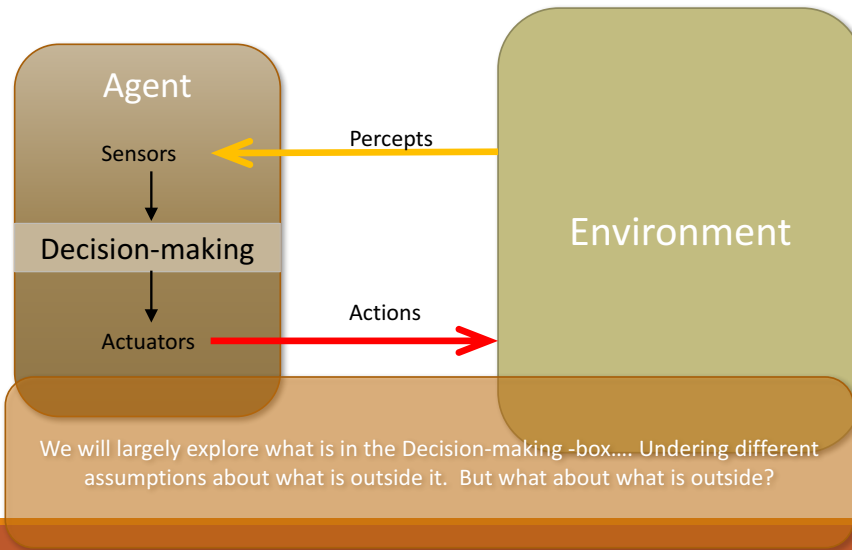 Agent
Percepts
Sensors
Environment
Decision-making
Actions
Actuators
We will largely explore what is in the Decision-making -box.... Undering different
assumptions about what is outside it.  But what about what is outside?